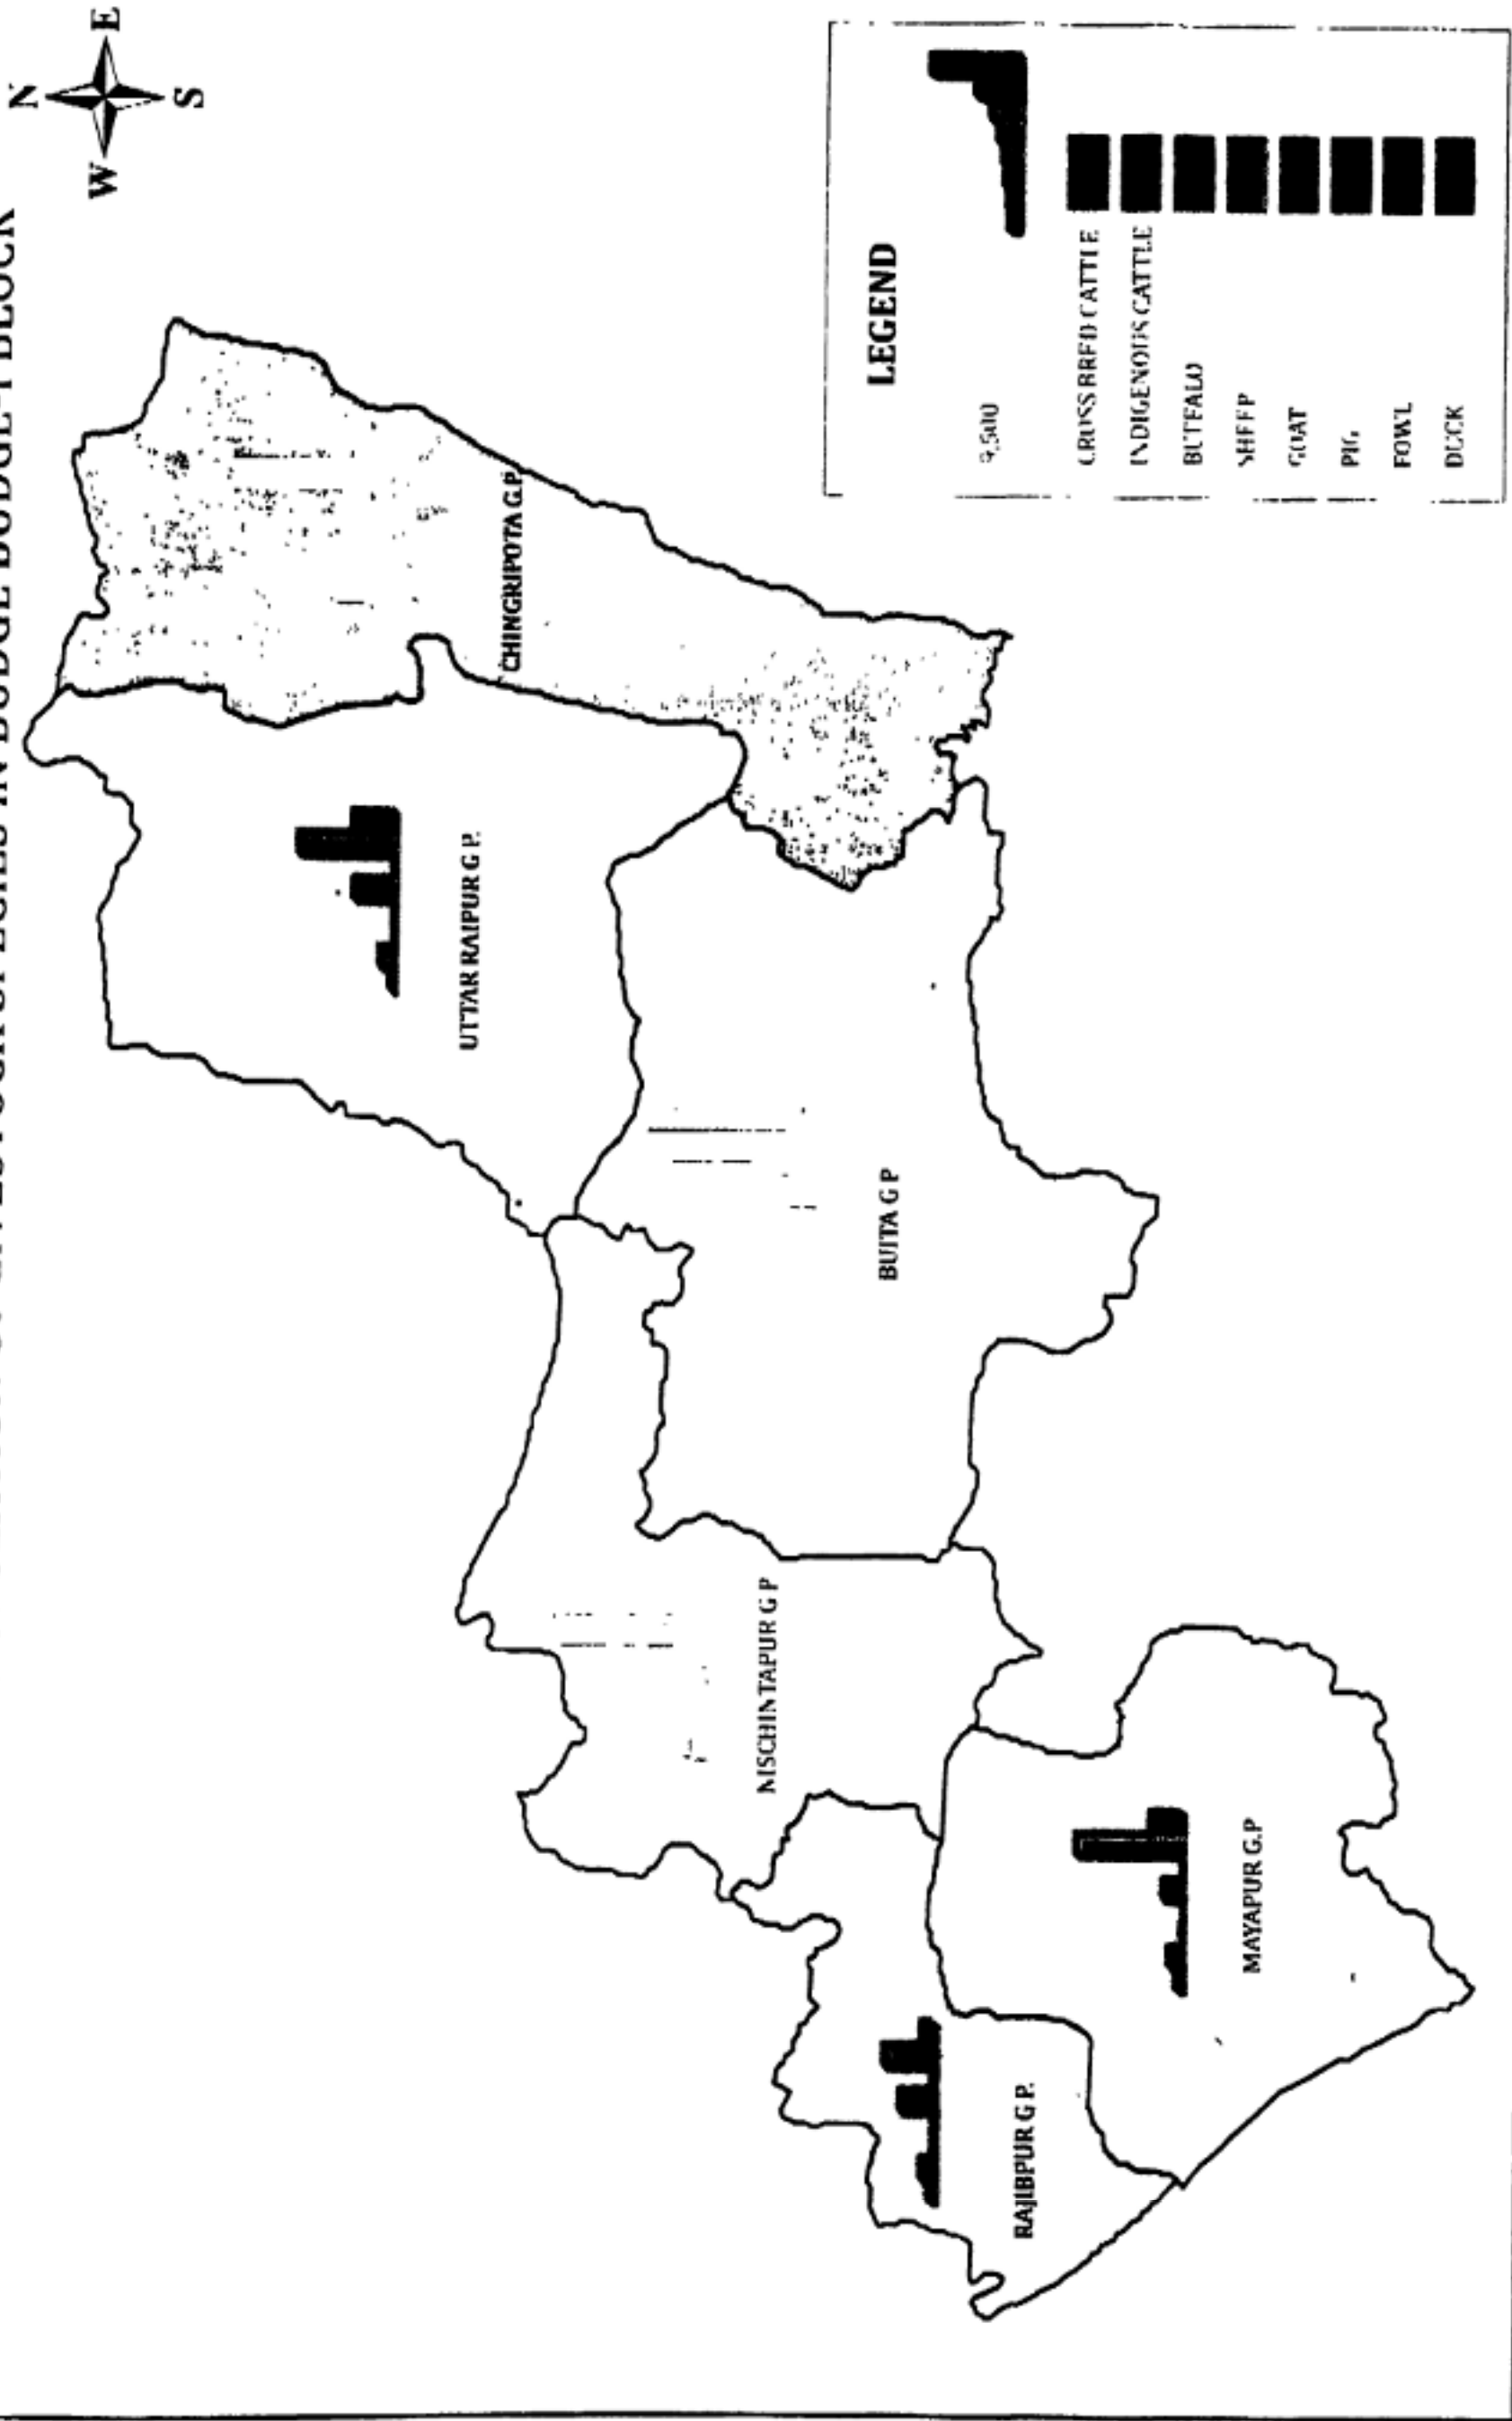 BUDGE BUDGE-I BLOCK
N
W
E
S
CHINGRIPOTA G.P.
UTTAR RAIPUR G P.
BUITA G P
NISCHINTAPUR G P
MAYAPUR G.P
RAJIBPUR G P.
LEGEND
9,500
CROSS BRED CATTLE
INDIGENOUS CATTLE
BUFFALO
SHEEP
GOAT
PIG
FOWL
DUCK